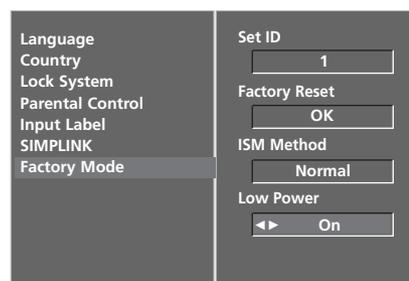 Language
Country
Lock System
Parental Control
Input Label
SIMPLINK
Factory Mode
Set ID
1
Factory Reset
OK
ISM Method
Normal
Low Power
◄► On